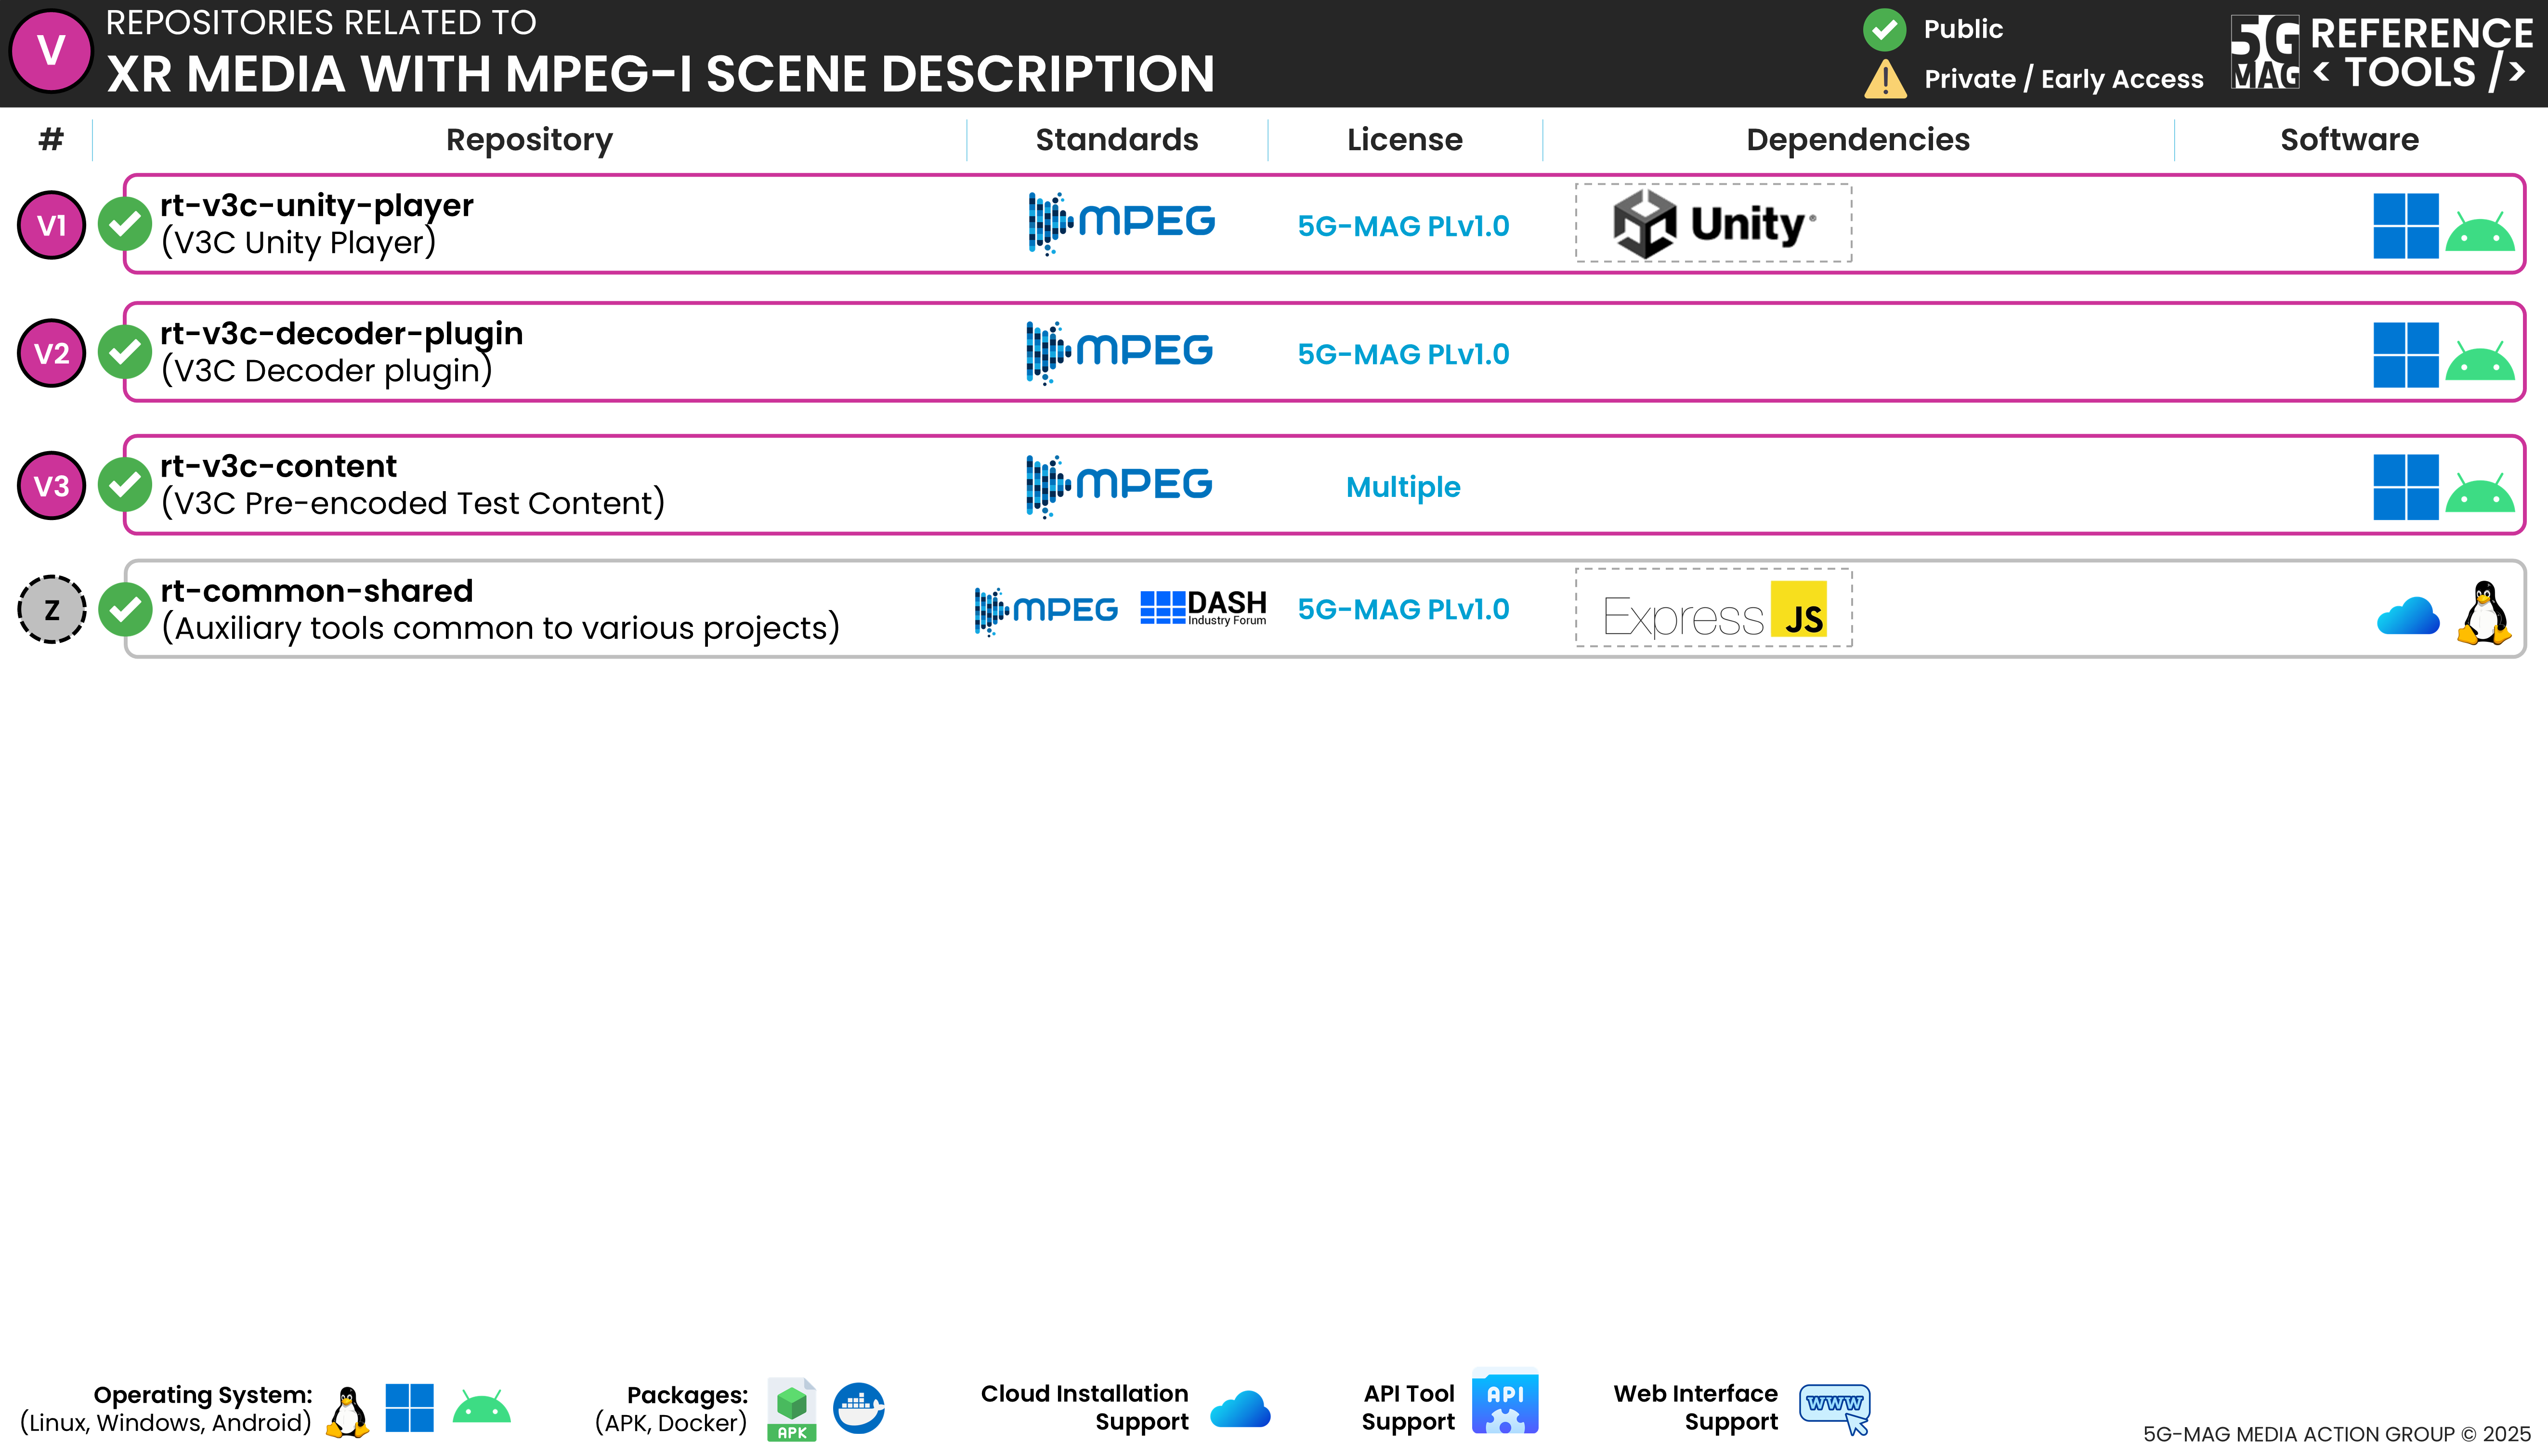 V
REPOSITORIES RELATED TO
XR MEDIA WITH MPEG-I SCENE DESCRIPTION
Public
Private / Early Access
5G
MAG
REFERENCE
< TOOLS />
# Repository Standards License Dependencies Software
V1
rt-v3c-unity-player
(V3C Unity Player)
MPEG
5G-MAG PLv1.0
Unity®
V2
rt-v3c-decoder-plugin
(V3C Decoder plugin)
MPEG
5G-MAG PLv1.0
V3
rt-v3c-content
(V3C Pre-encoded Test Content)
MPEG
Multiple
Z
rt-common-shared
(Auxiliary tools common to various projects)
MPEG
DASH
Industry Forum
5G-MAG PLv1.0
Express
JS
Operating System:
(Linux, Windows, Android)
Packages:
(APK, Docker)
APK
Cloud Installation
Support
API Tool
Support
API
Web Interface
Support
WWW
5G-MAG MEDIA ACTION GROUP © 2025